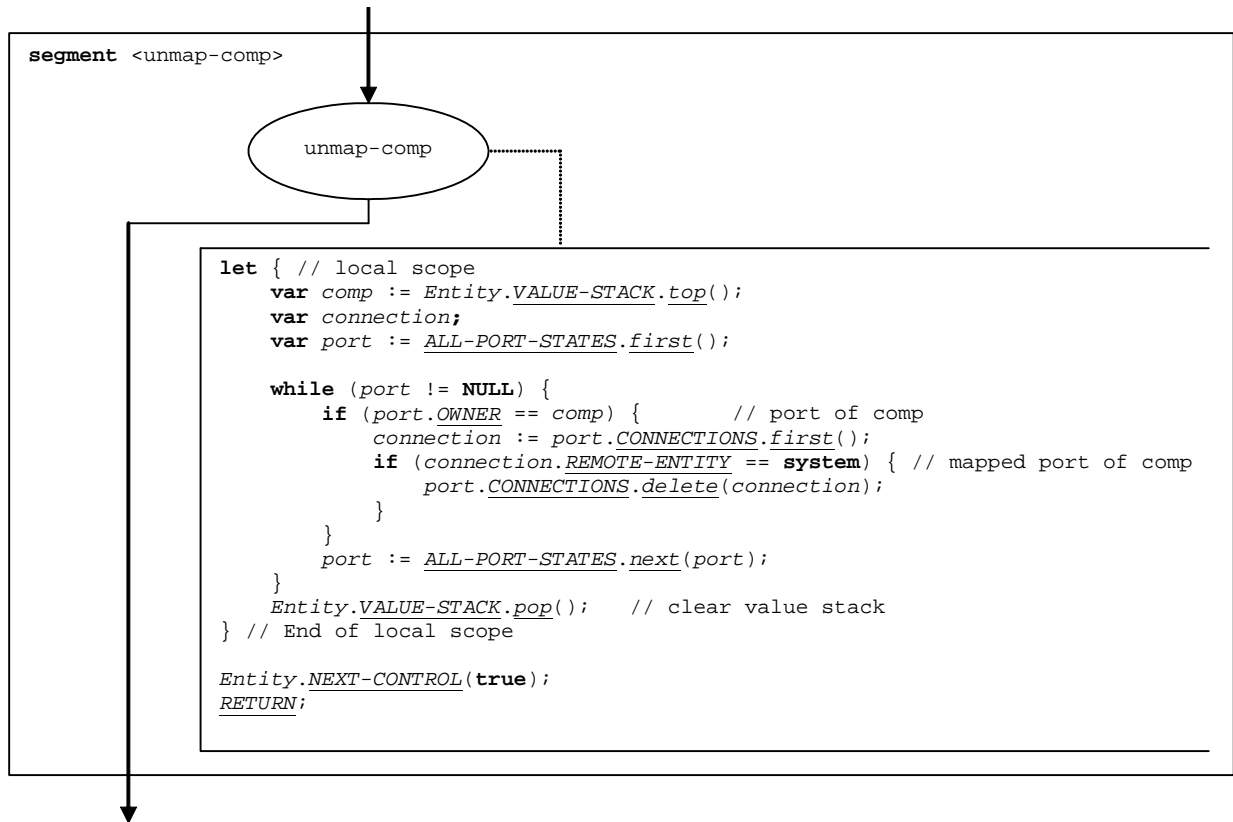 segment <unmap-comp>
unmap-comp
let { // local scope
var comp := Entity.VALUE-STACK.top();
var connection;
var port := ALL-PORT-STATES.first();
while (port != NULL) {
if (port.OWNER == comp) { // port of comp
connection := port.CONNECTIONS.first();
if (connection.REMOTE-ENTITY == system) { // mapped port of comp
port.CONNECTIONS.delete(connection);
}
}
port := ALL-PORT-STATES.next(port);
}
Entity.VALUE-STACK.pop(); // clear value stack
} // End of local scope
Entity.NEXT-CONTROL(true);
RETURN;